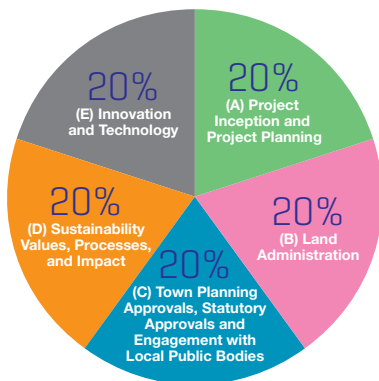 20%
(A) Project
Inception and
Project Planning
20%
(B) Land
Administration
20%
(C) Town Planning
Approvals, Statutory
Approvals and
Engagement with
Local Public Bodies
20%
(D) Sustainability
Values, Processes,
and Impact
20%
(E) Innovation
and Technology